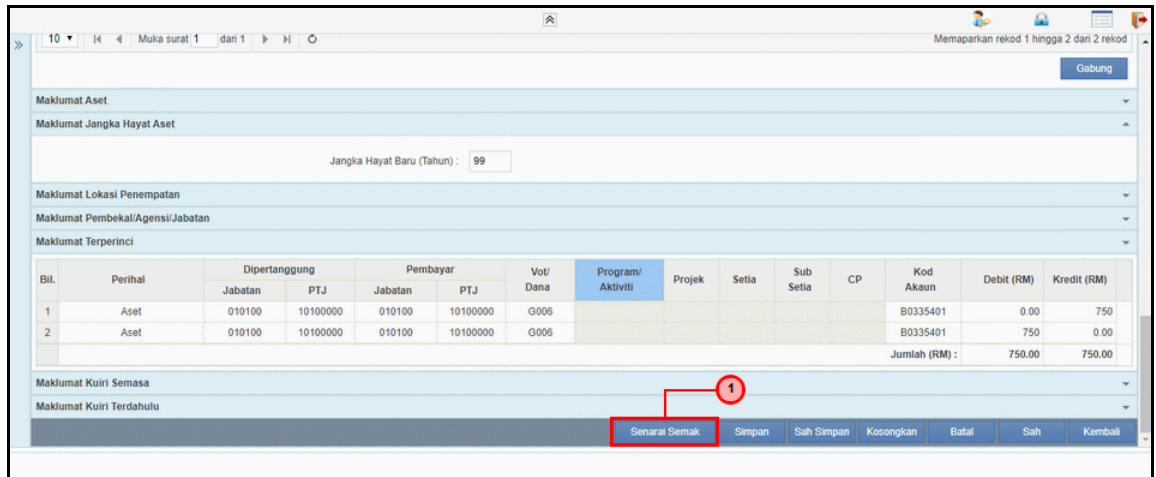 10 Muka surat 1 dari 1 Memaparkan rekod 1 hingga 2 dari 2 rekod
Gabung
Maklumat Aset
Maklumat Jangka Hayat Aset
Jangka Hayat Baru (Tahun) : 99
Maklumat Lokasi Penempatan
Maklumat Pembekal/Agensi/Jabatan
Maklumat Terperinci
Bil. Perihal Dipertanggung Pembayar Vot/ Dana Program/ Aktiviti Projek Setia Sub Setia CP Kod Akaun Debit (RM) Kredit (RM)
Jabatan PTJ Jabatan PTJ
1 Aset 010100 10100000 010100 10100000 G006 B0335401 0.00 750
2 Aset 010100 10100000 010100 10100000 G006 B0335401 750 0.00
Jumlah (RM) : 750.00 750.00
Maklumat Kuiri Semasa
1
Maklumat Kuiri Terdahulu
Senarai Semak Simpan Sah Simpan Kosongkan Batal Sah Kembali